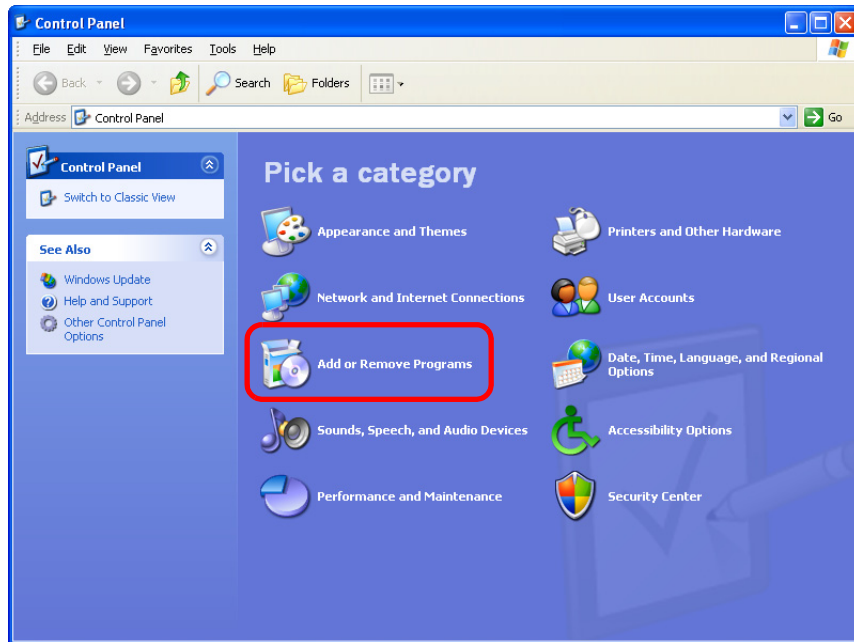 Control Panel
File Edit View Favorites Tools Help
Back Search Folders
Address Control Panel Go
Control Panel
Switch to Classic View
See Also
Windows Update
Help and Support
Other Control Panel
Options
Pick a category
Appearance and Themes
Printers and Other Hardware
Network and Internet Connections
User Accounts
Add or Remove Programs
Date, Time, Language, and Regional
Options
Sounds, Speech, and Audio Devices
Accessibility Options
Performance and Maintenance
Security Center